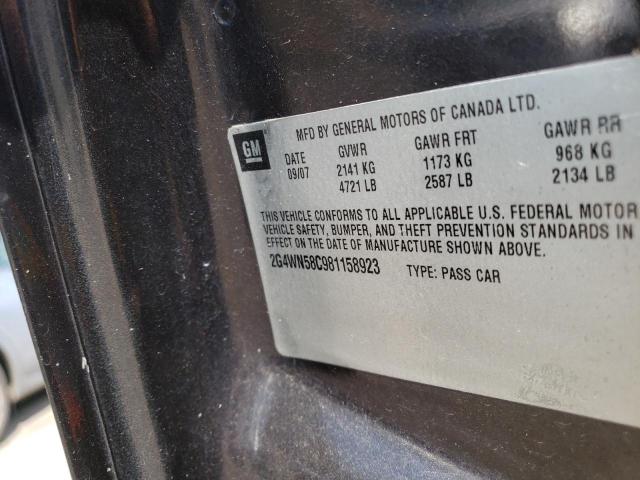 MFD BY GENERAL MOTORS OF CANADA LTD.
GM
DATE GVWR GAWR FRT GAWR RR
09/07 2141 KG 1173 KG 968 KG
4721 LB 2587 LB 2134 LB
THIS VEHICLE CONFORMS TO ALL APPLICABLE U.S. FEDERAL MOTOR
VEHICLE SAFETY, BUMPER, AND THEFT PREVENTION STANDARDS IN
EFFECT ON THE DATE OF MANUFACTURE SHOWN ABOVE.
2G4WN58C981158923 TYPE: PASS CAR